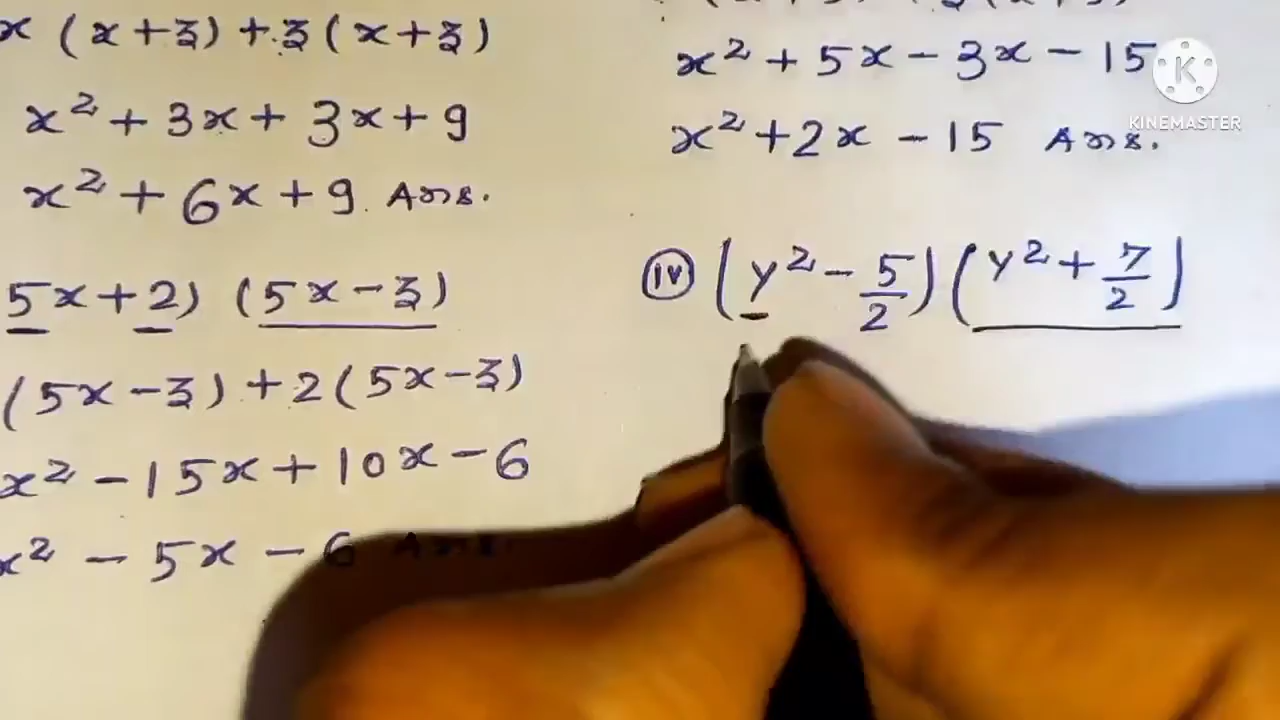 x (x+3) + 3 (x+3)
x² + 3x + 3x + 9
x² + 6x + 9 Ans.
5x + 2) (5x - 3)
(5x - 3) + 2 (5x - 3)
x² - 15x + 10x - 6
x² - 5x - 6 Ans.
x² + 5x - 3x - 15
x² + 2x - 15 Ans.
(iv) (y² - 5/2) (y² + 7/2)
K
KINEMASTER